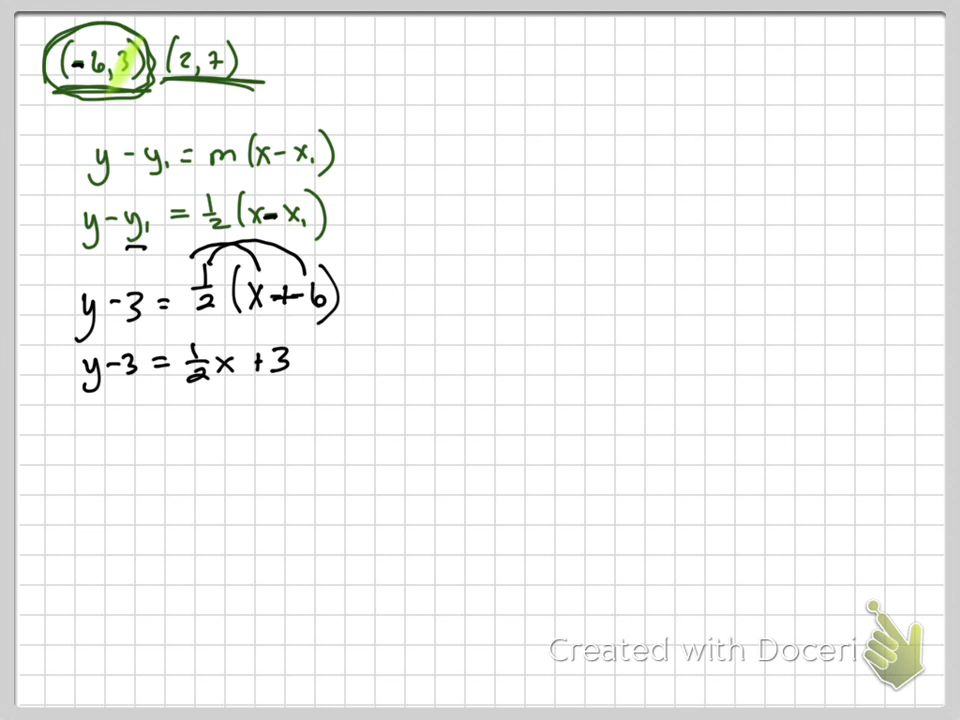 (-6,3) (2,7)
y - y₁ = m (x - x₁)
y - y₁ = 1/2 (x - x₁)
y - 3 = 1/2 (x + 6)
y - 3 = 1/2 x + 3
Created with Doceri